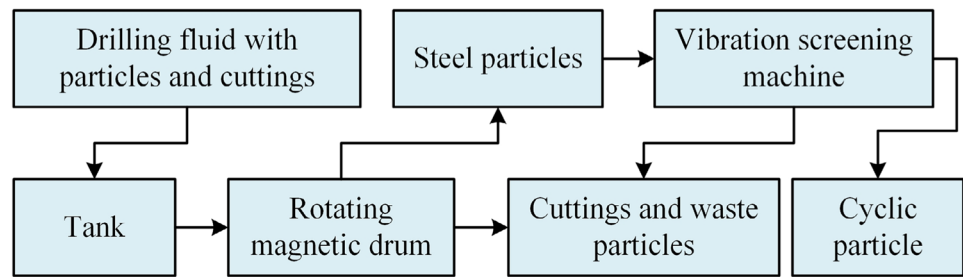 Drilling fluid with
particles and cuttings
Steel particles
Vibration screening
machine
Tank
Rotating
magnetic drum
Cuttings and waste
particles
Cyclic
particle